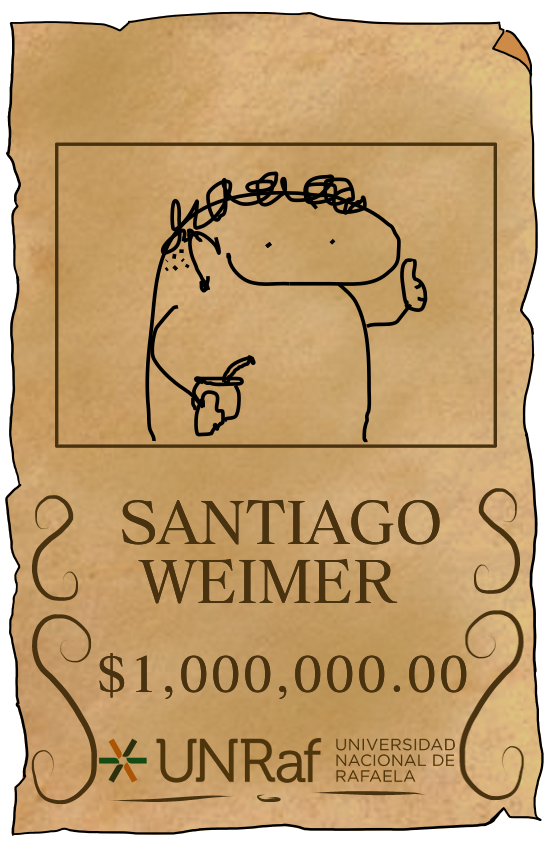 SANTIAGO
WEIMER
$1,000,000.00
UNRaf
UNIVERSIDAD
NACIONAL DE
RAFAELA